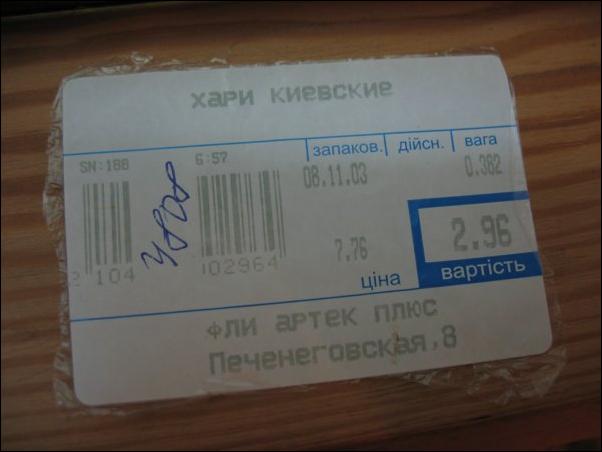 хари киевские
SN:188 6:57
запаков. дійсн. вага
08.11.03 0.382
7.76 2.96
2 104 102964
ціна вартість
фли артек плюс
Печенеговская,8